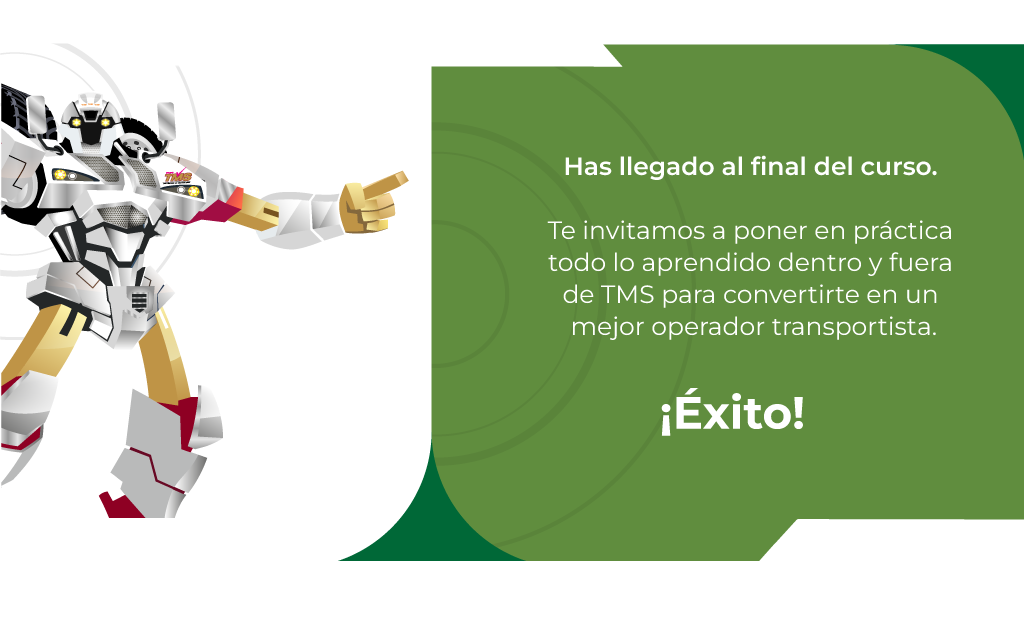 TMS
Has llegado al final del curso.
Te invitamos a poner en práctica
todo lo aprendido dentro y fuera
de TMS para convertirte en un
mejor operador transportista.
¡Éxito!